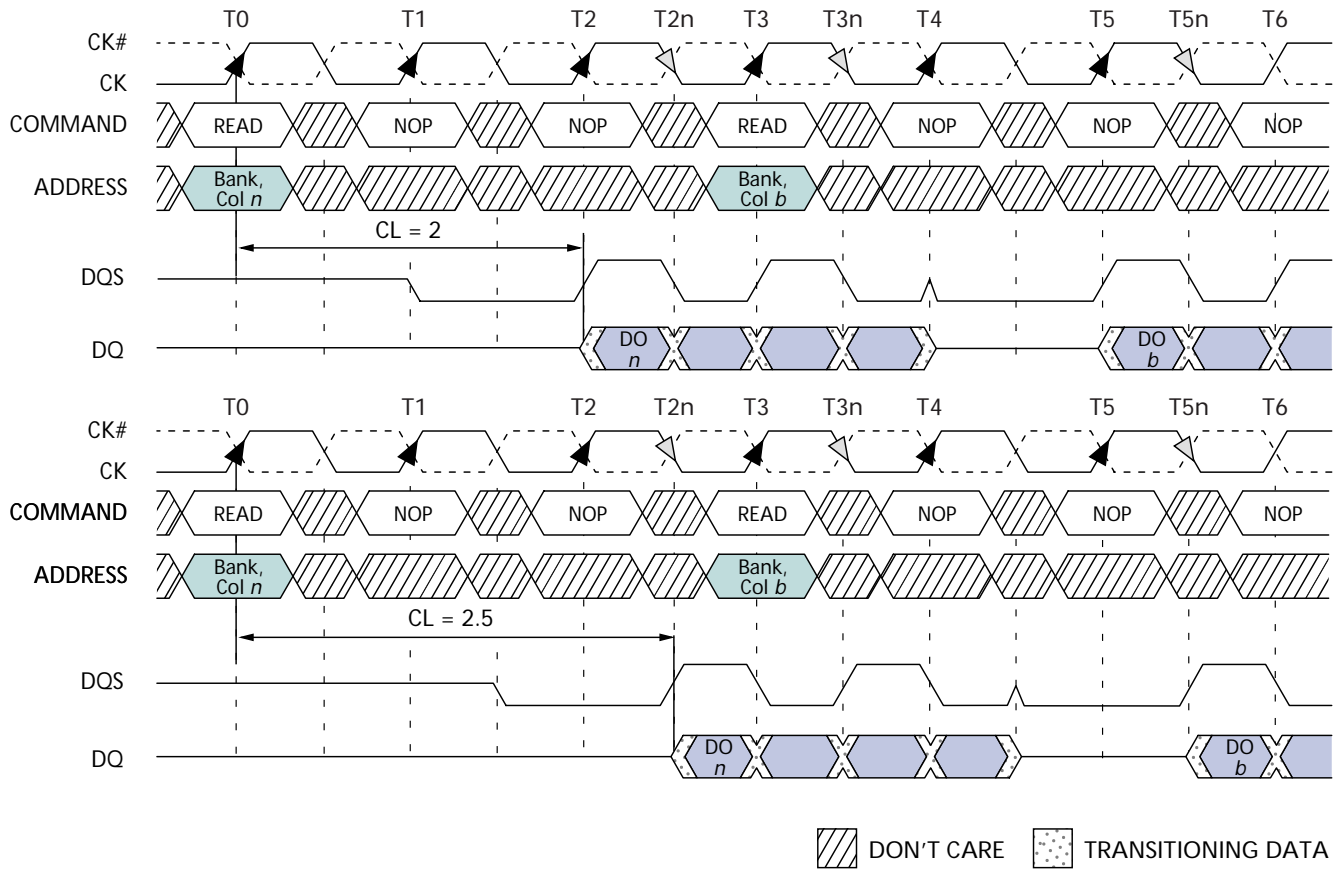 T0 T1 T2 T2n T3 T3n T4 T5 T5n T6
CK#
CK
COMMAND READ NOP NOP READ NOP NOP NOP
ADDRESS Bank, Col n Bank, Col b
CL = 2
DQS
DQ DO n DO b
T0 T1 T2 T2n T3 T3n T4 T5 T5n T6
CK#
CK
COMMAND READ NOP NOP READ NOP NOP NOP
ADDRESS Bank, Col n Bank, Col b
CL = 2.5
DQS
DQ DO n DO b
DON'T CARE TRANSITIONING DATA